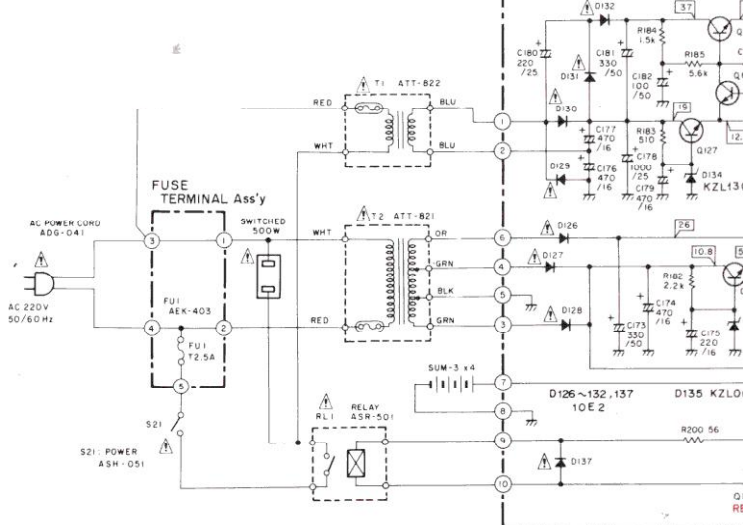 D132
37
C180
220
/25
C181
330
/50
R184
1.5k
R185
5.6k
C182
100
/50
D131
D130
19
C177
470
/16
R183
510
Q127
D129
C176
470
/16
C178
1000
/25
C179
470
/16
D134
KZL13
12.
T1 ATT-822
RED
BLU
WHT
BLU
1
2
FUSE
TERMINAL Ass'y
AC POWER CORD
ADG-041
AC 220V
50/60 Hz
3
1
4
2
FU1
AEK-403
FU1
T2.5A
5
SWITCHED
500W
T2 ATT-821
WHT
OR
GRN
BLK
RED
GRN
6
4
5
3
D126
26
D127
10.8
R182
2.2k
D128
C173
330
/50
C174
470
/16
C175
220
/16
SUM-3 x4
7
8
D126~132,137
10E2
D135 KZL0
S21
S21: POWER
ASH-051
RL1
RELAY
ASR-501
9
10
R200 56
D137
RE